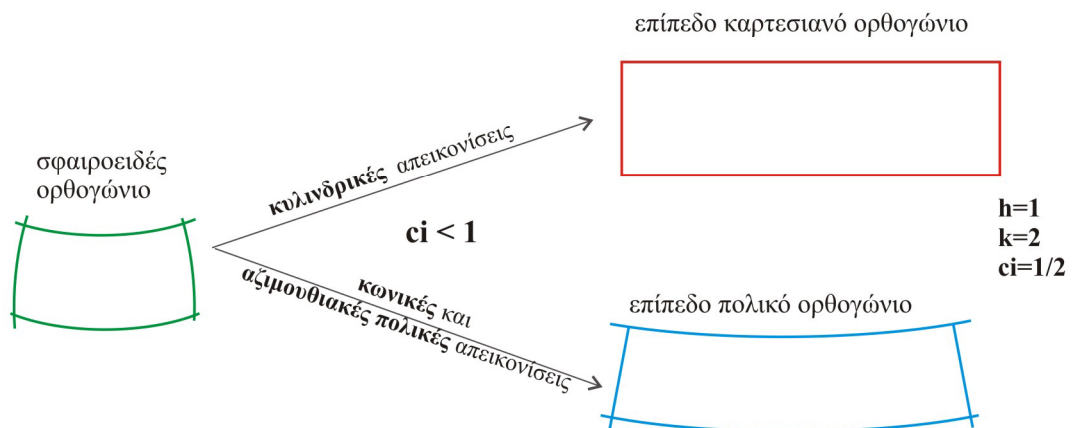 επίπεδο καρτεσιανό ορθογώνιο
σφαιροειδές
ορθογώνιο
κυλινδρικές απεικονίσεις
ci < 1
h=1
k=2
ci=1/2
κωνικές και
αζιμουθιακές πολικές απεικονίσεις
επίπεδο πολικό ορθογώνιο